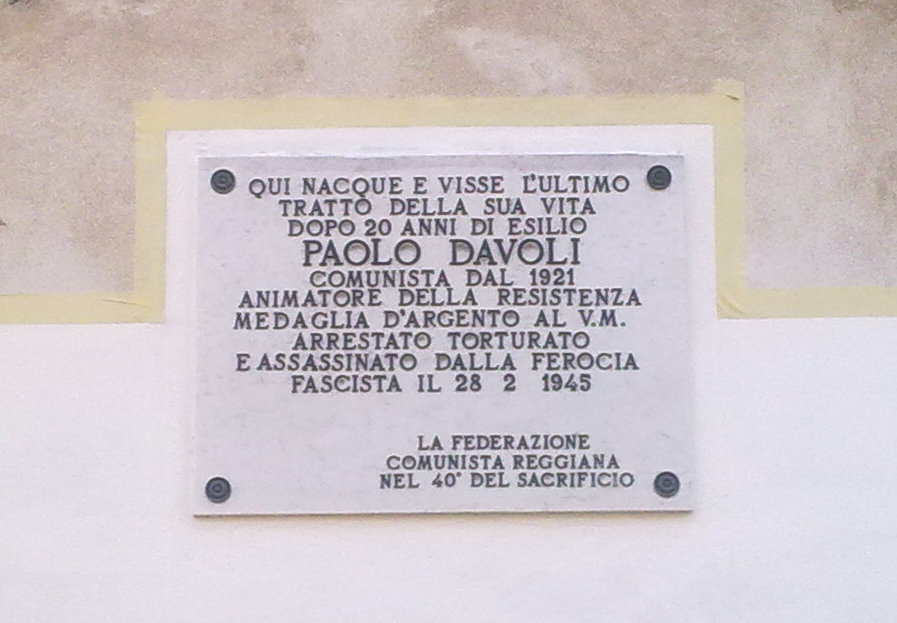 QUI NACQUE E VISSE L'ULTIMO
TRATTO DELLA SUA VITA
DOPO 20 ANNI DI ESILIO
PAOLO DAVOLI
COMUNISTA DAL 1921
ANIMATORE DELLA RESISTENZA
MEDAGLIA D'ARGENTO AL V.M.
ARRESTATO TORTURATO
E ASSASSINATO DALLA FEROCIA
FASCISTA IL 28 2 1945
LA FEDERAZIONE
COMUNISTA REGGIANA
NEL 40° DEL SACRIFICIO